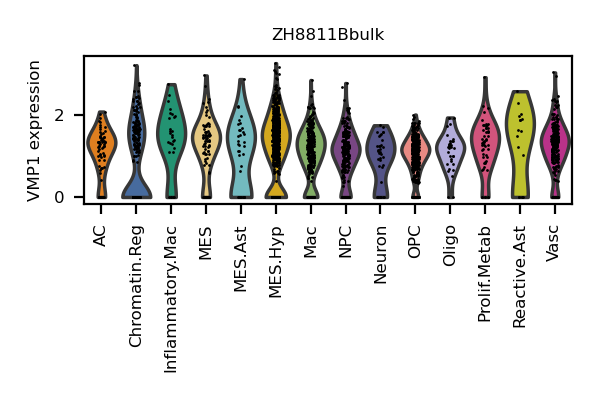 ZH8811Bbulk
VMP1 expression
2
0
AC
Chromatin.Reg
Inflammatory.Mac
MES
MES.Ast
MES.Hyp
Mac
NPC
Neuron
OPC
Oligo
Prolif.Metab
Reactive.Ast
Vasc